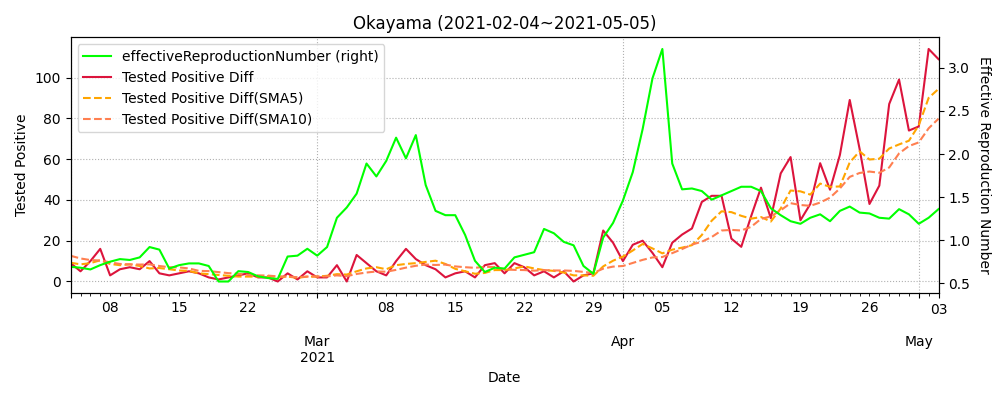 Okayama (2021-02-04~2021-05-05)
effectiveReproductionNumber (right)
Tested Positive Diff
Tested Positive Diff(SMA5)
Tested Positive Diff(SMA10)
Tested Positive
100
80
60
40
20
0
Effective Reproduction Number
3.0
2.5
2.0
1.5
1.0
0.5
08 15 22 08 15 22 29 05 12 19 26 03
Mar Apr May
2021
Date